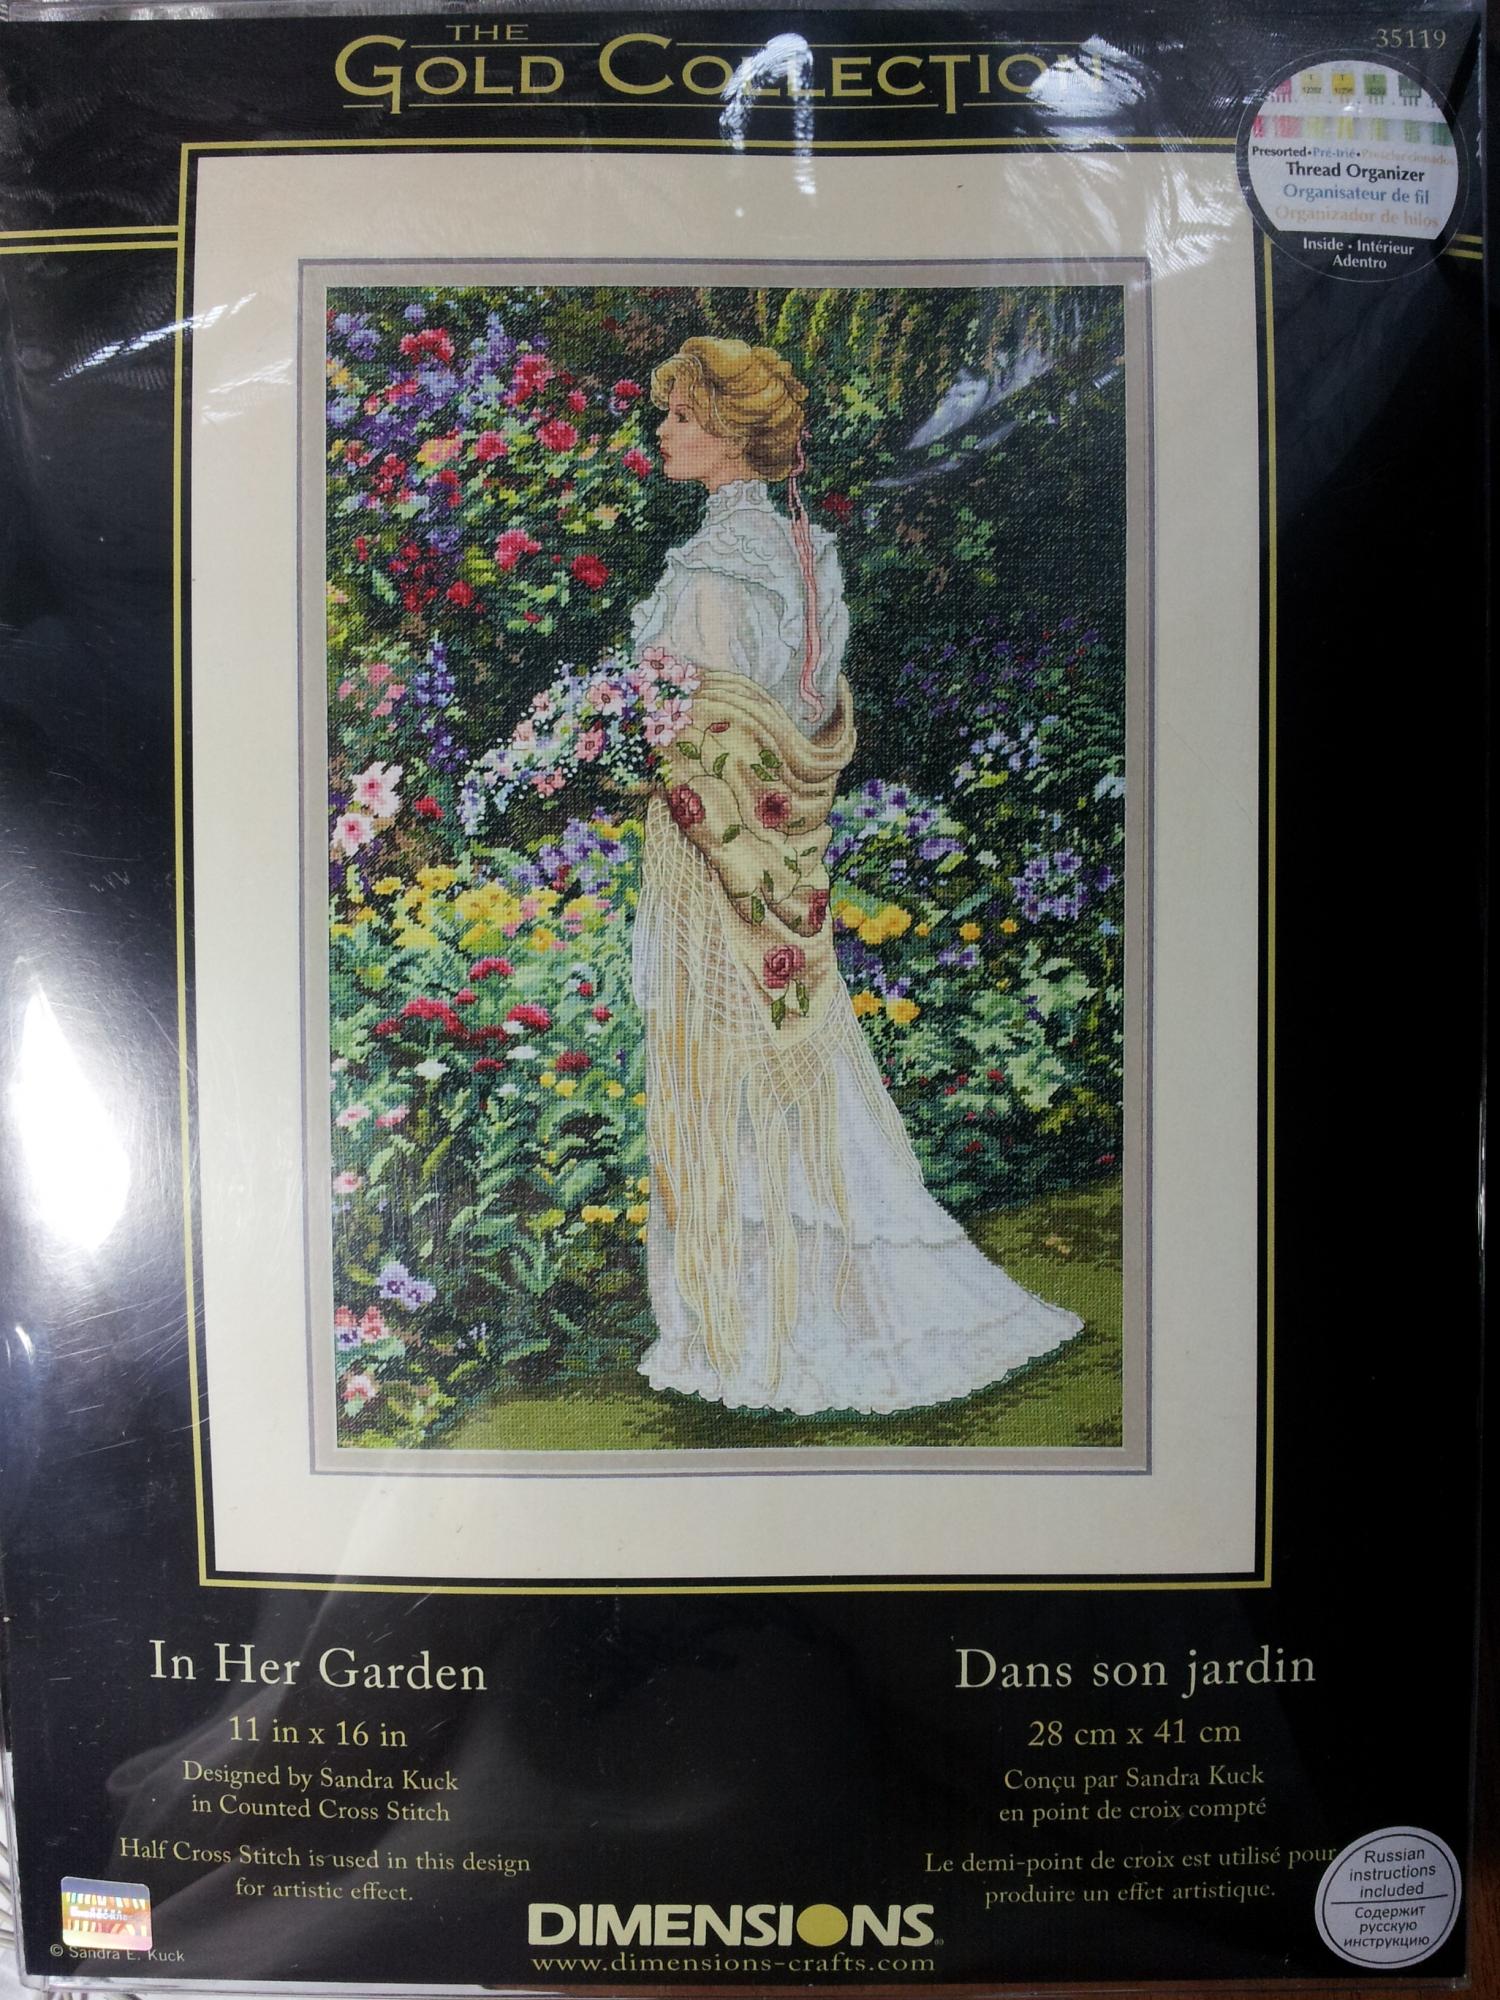 THE
GOLD COLLECTION
35119
Presorted•Pré-trié•Preseleccionados
Thread Organizer
Organisateur de fil
Organizador de hilos
Inside • Intérieur
Adentro
In Her Garden
11 in x 16 in
Designed by Sandra Kuck
in Counted Cross Stitch
Half Cross Stitch is used in this design
for artistic effect.
Dans son jardin
28 cm x 41 cm
Conçu par Sandra Kuck
en point de croix compté
Le demi-point de croix est utilisé pour
produire un effet artistique.
DIMENSIONS
www.dimensions-crafts.com
© Sandra E. Kuck
Russian
instructions
included
Содержит
русскую
инструкцию